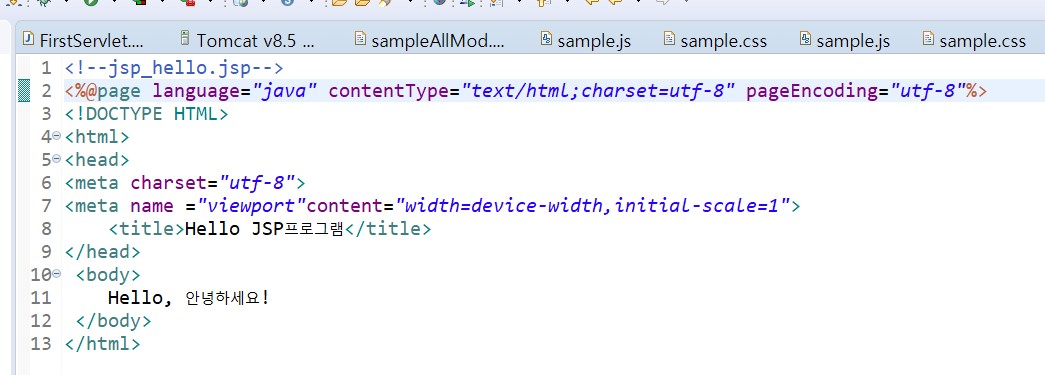 FirstServlet.... Tomcat v8.5 ... sampleAllMod.... sample.js sample.css sample.js sample.css
1 <!--jsp_hello.jsp-->
2 <%@page language="java" contentType="text/html;charset=utf-8" pageEncoding="utf-8"%>
3 <!DOCTYPE HTML>
4 <html>
5 <head>
6 <meta charset="utf-8">
7 <meta name ="viewport"content="width=device-width,initial-scale=1">
8 <title>Hello JSP프로그램</title>
9 </head>
10 <body>
11 Hello, 안녕하세요!
12 </body>
13 </html>